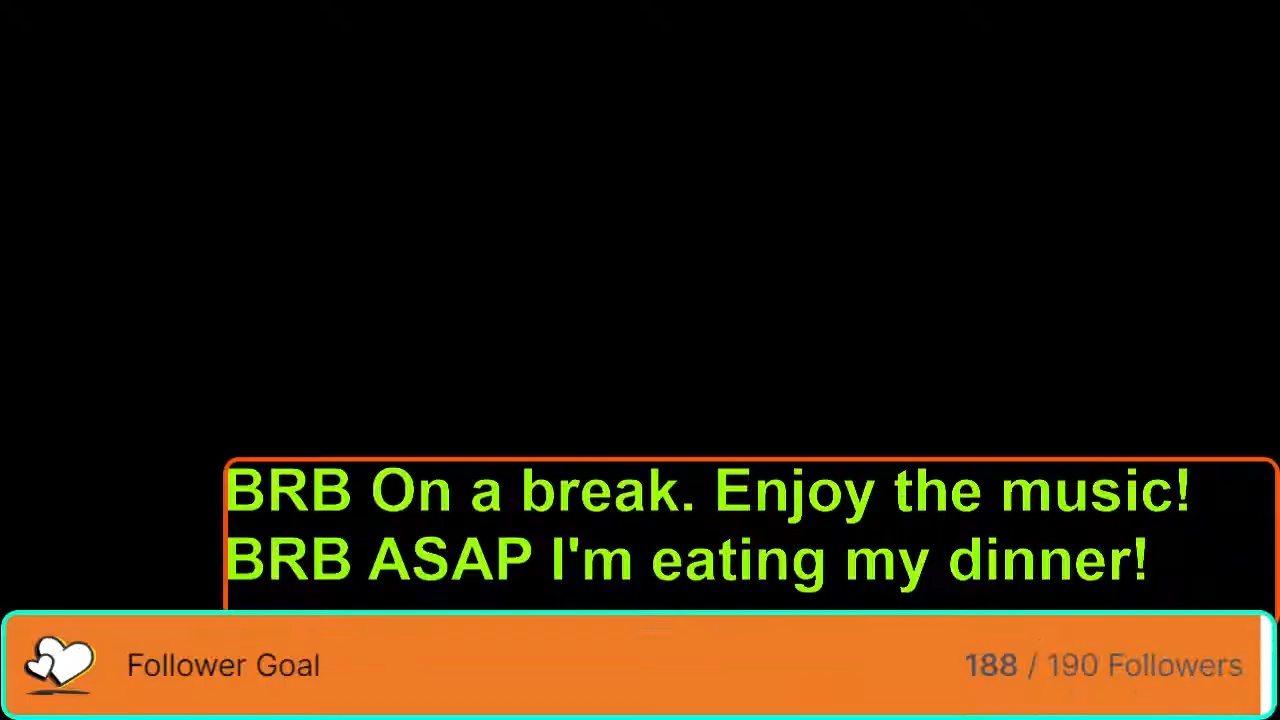 BRB On a break. Enjoy the music!
BRB ASAP I'm eating my dinner!
Follower Goal 188 / 190 Followers